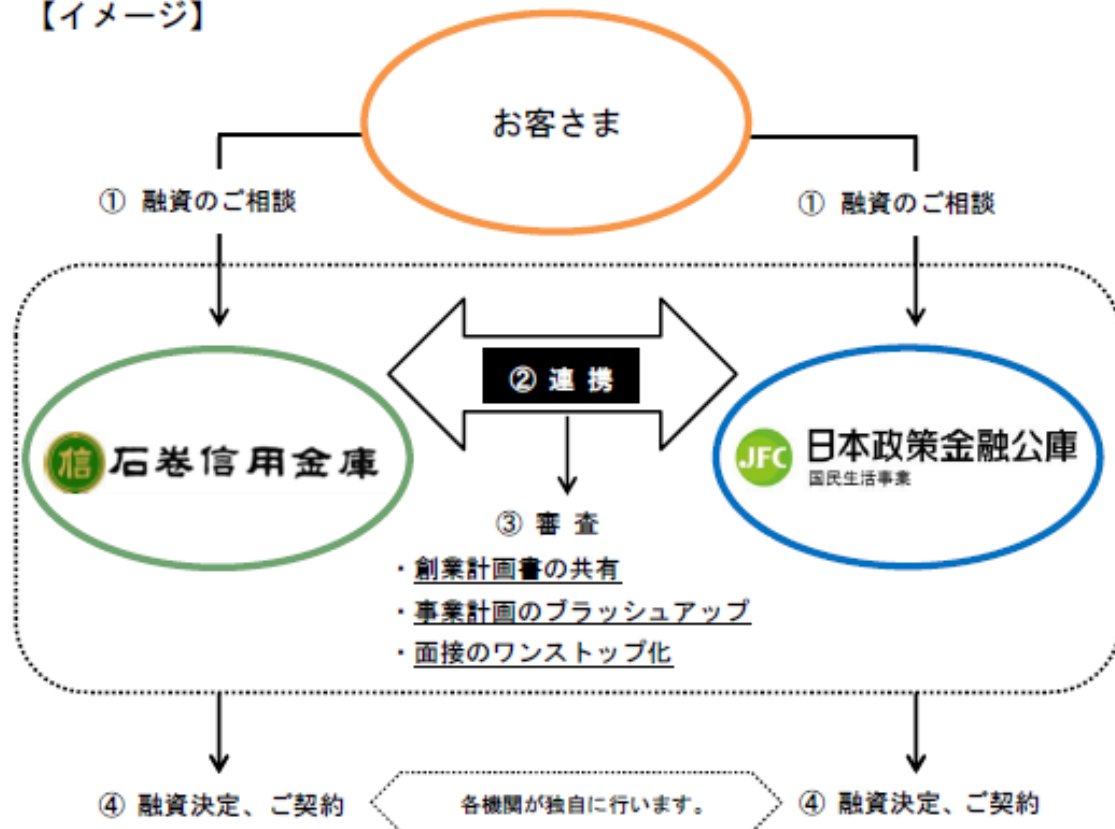 【イメージ】
お客さま
① 融資のご相談
① 融資のご相談
② 連 携
信 石巻信用金庫
JFC 日本政策金融公庫
国民生活事業
③ 審 査
・創業計画書の共有
・事業計画のブラッシュアップ
・面接のワンストップ化
④ 融資決定、ご契約
各機関が独自に行います。
④ 融資決定、ご契約